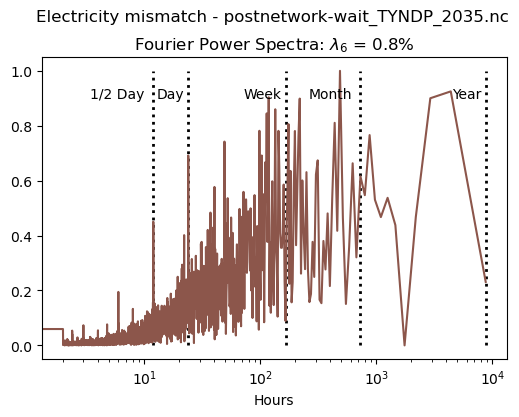 Electricity mismatch - postnetwork-wait_TYNDP_2035.nc
Fourier Power Spectra: λ₆ = 0.8%
1/2 Day Day Week Month Year
1.0
0.8
0.6
0.4
0.2
0.0
10¹ 10² 10³ 10⁴
Hours